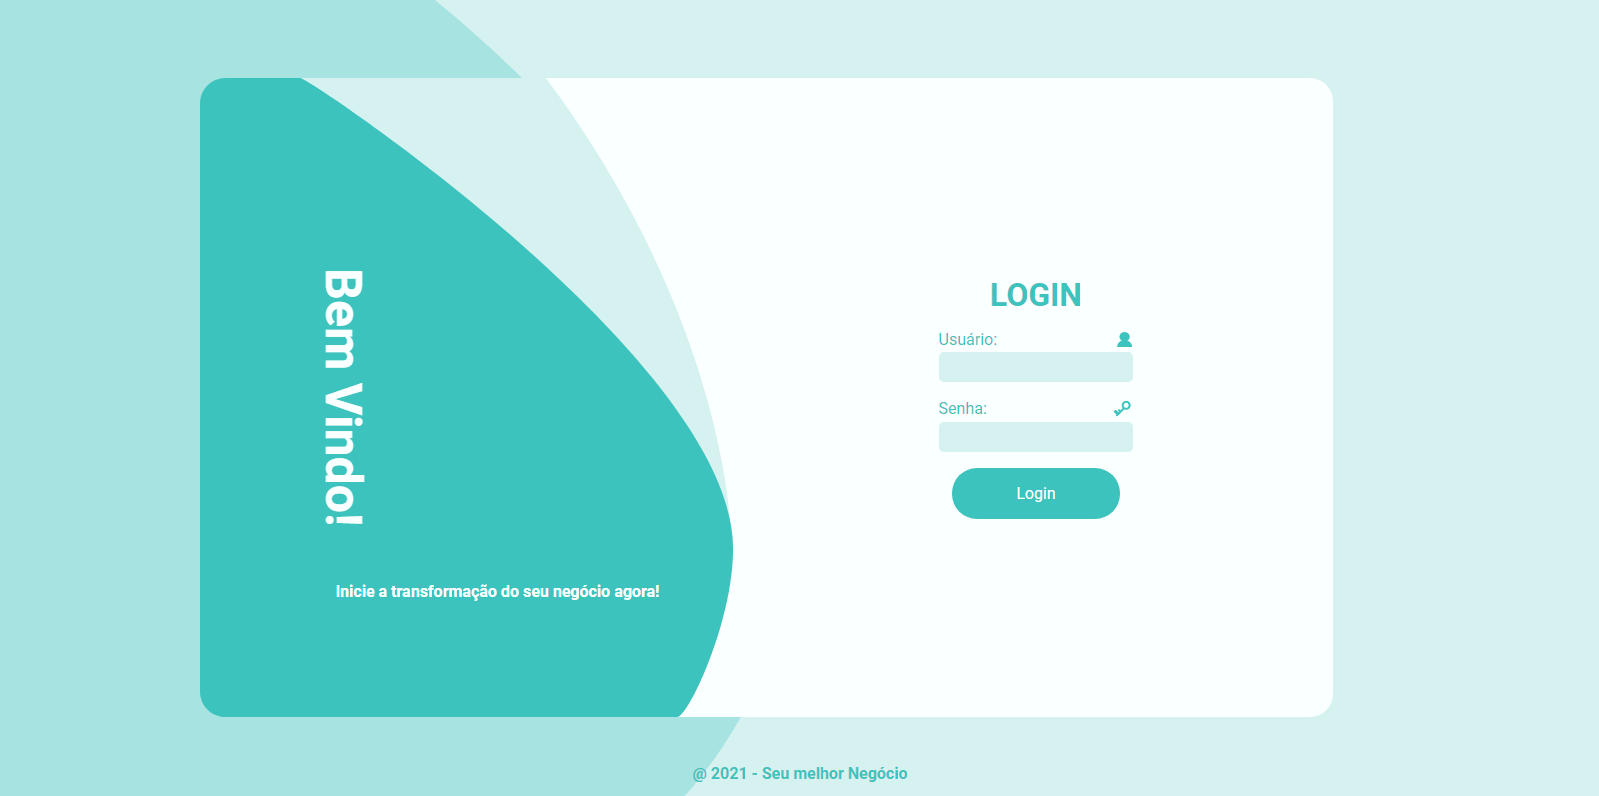 Bem Vindo!
Inicie a transformação do seu negócio agora!
LOGIN
Usuário:
Senha:
Login
@ 2021 - Seu melhor Negócio